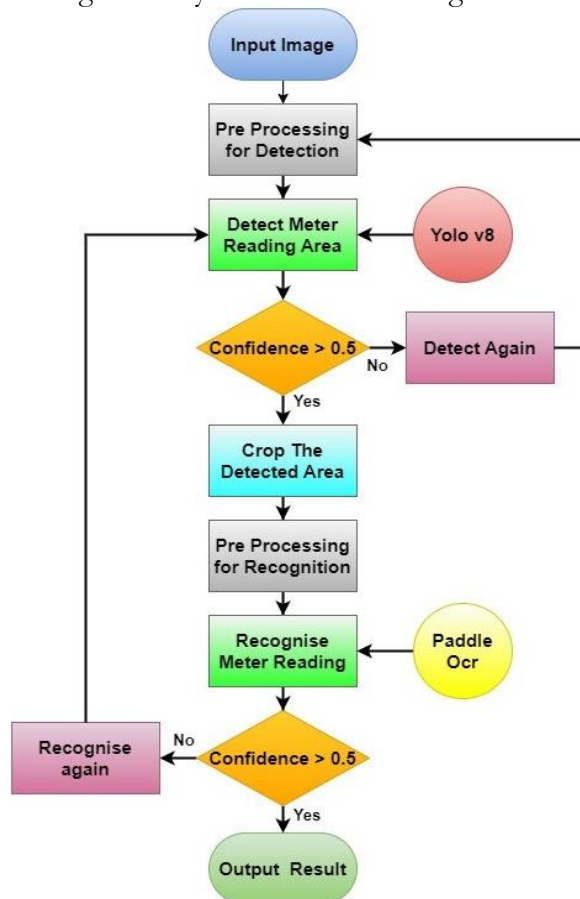 Input Image
Pre Processing
for Detection
Detect Meter
Reading Area
Yolo v8
Confidence > 0.5
No
Detect Again
Yes
Crop The
Detected Area
Pre Processing
for Recognition
Recognise
Meter Reading
Paddle
Ocr
Confidence > 0.5
No
Recognise
again
Yes
Output Result